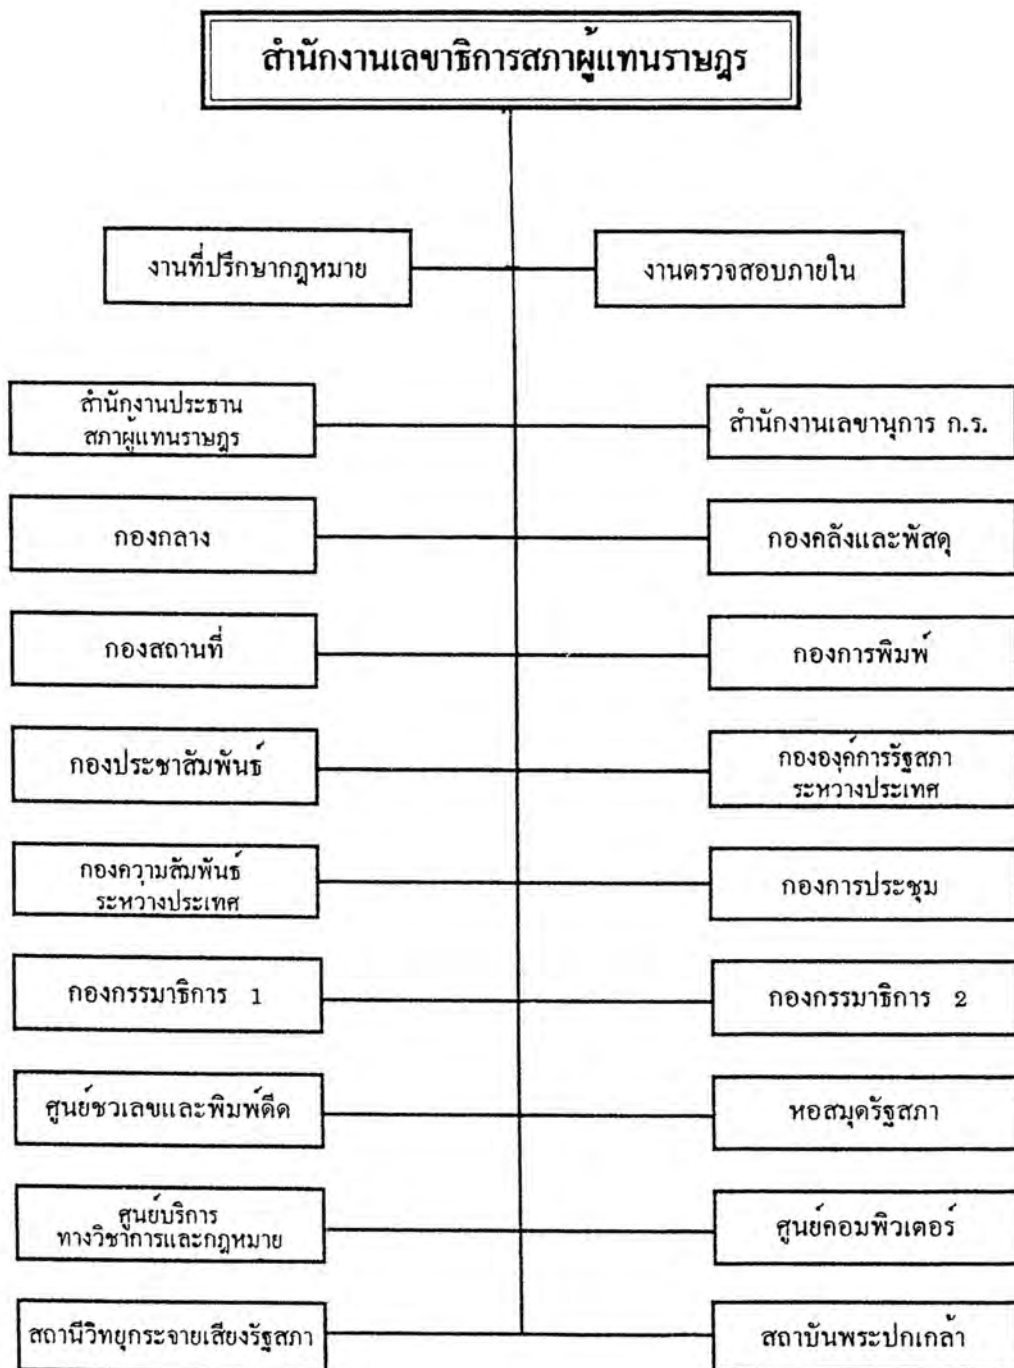 สำนักงานเลขาธิการสภาผู้แทนราษฎร
งานที่ปรึกษากฎหมาย
งานตรวจสอบภายใน
สำนักงานประธาน
สภาผู้แทนราษฎร
สำนักงานเลขานุการ ก.ร.
กองกลาง
กองคลังและพัสดุ
กองสถานที่
กองการพิมพ์
กองประชาสัมพันธ์
กององค์การรัฐสภา
ระหว่างประเทศ
กองความสัมพันธ์
ระหว่างประเทศ
กองการประชุม
กองกรรมาธิการ 1
กองกรรมาธิการ 2
ศูนย์ชวเลขและพิมพ์ดีด
หอสมุดรัฐสภา
ศูนย์บริการ
ทางวิชาการและกฎหมาย
ศูนย์คอมพิวเตอร์
สถานีวิทยุกระจายเสียงรัฐสภา
สถาบันพระปกเกล้า